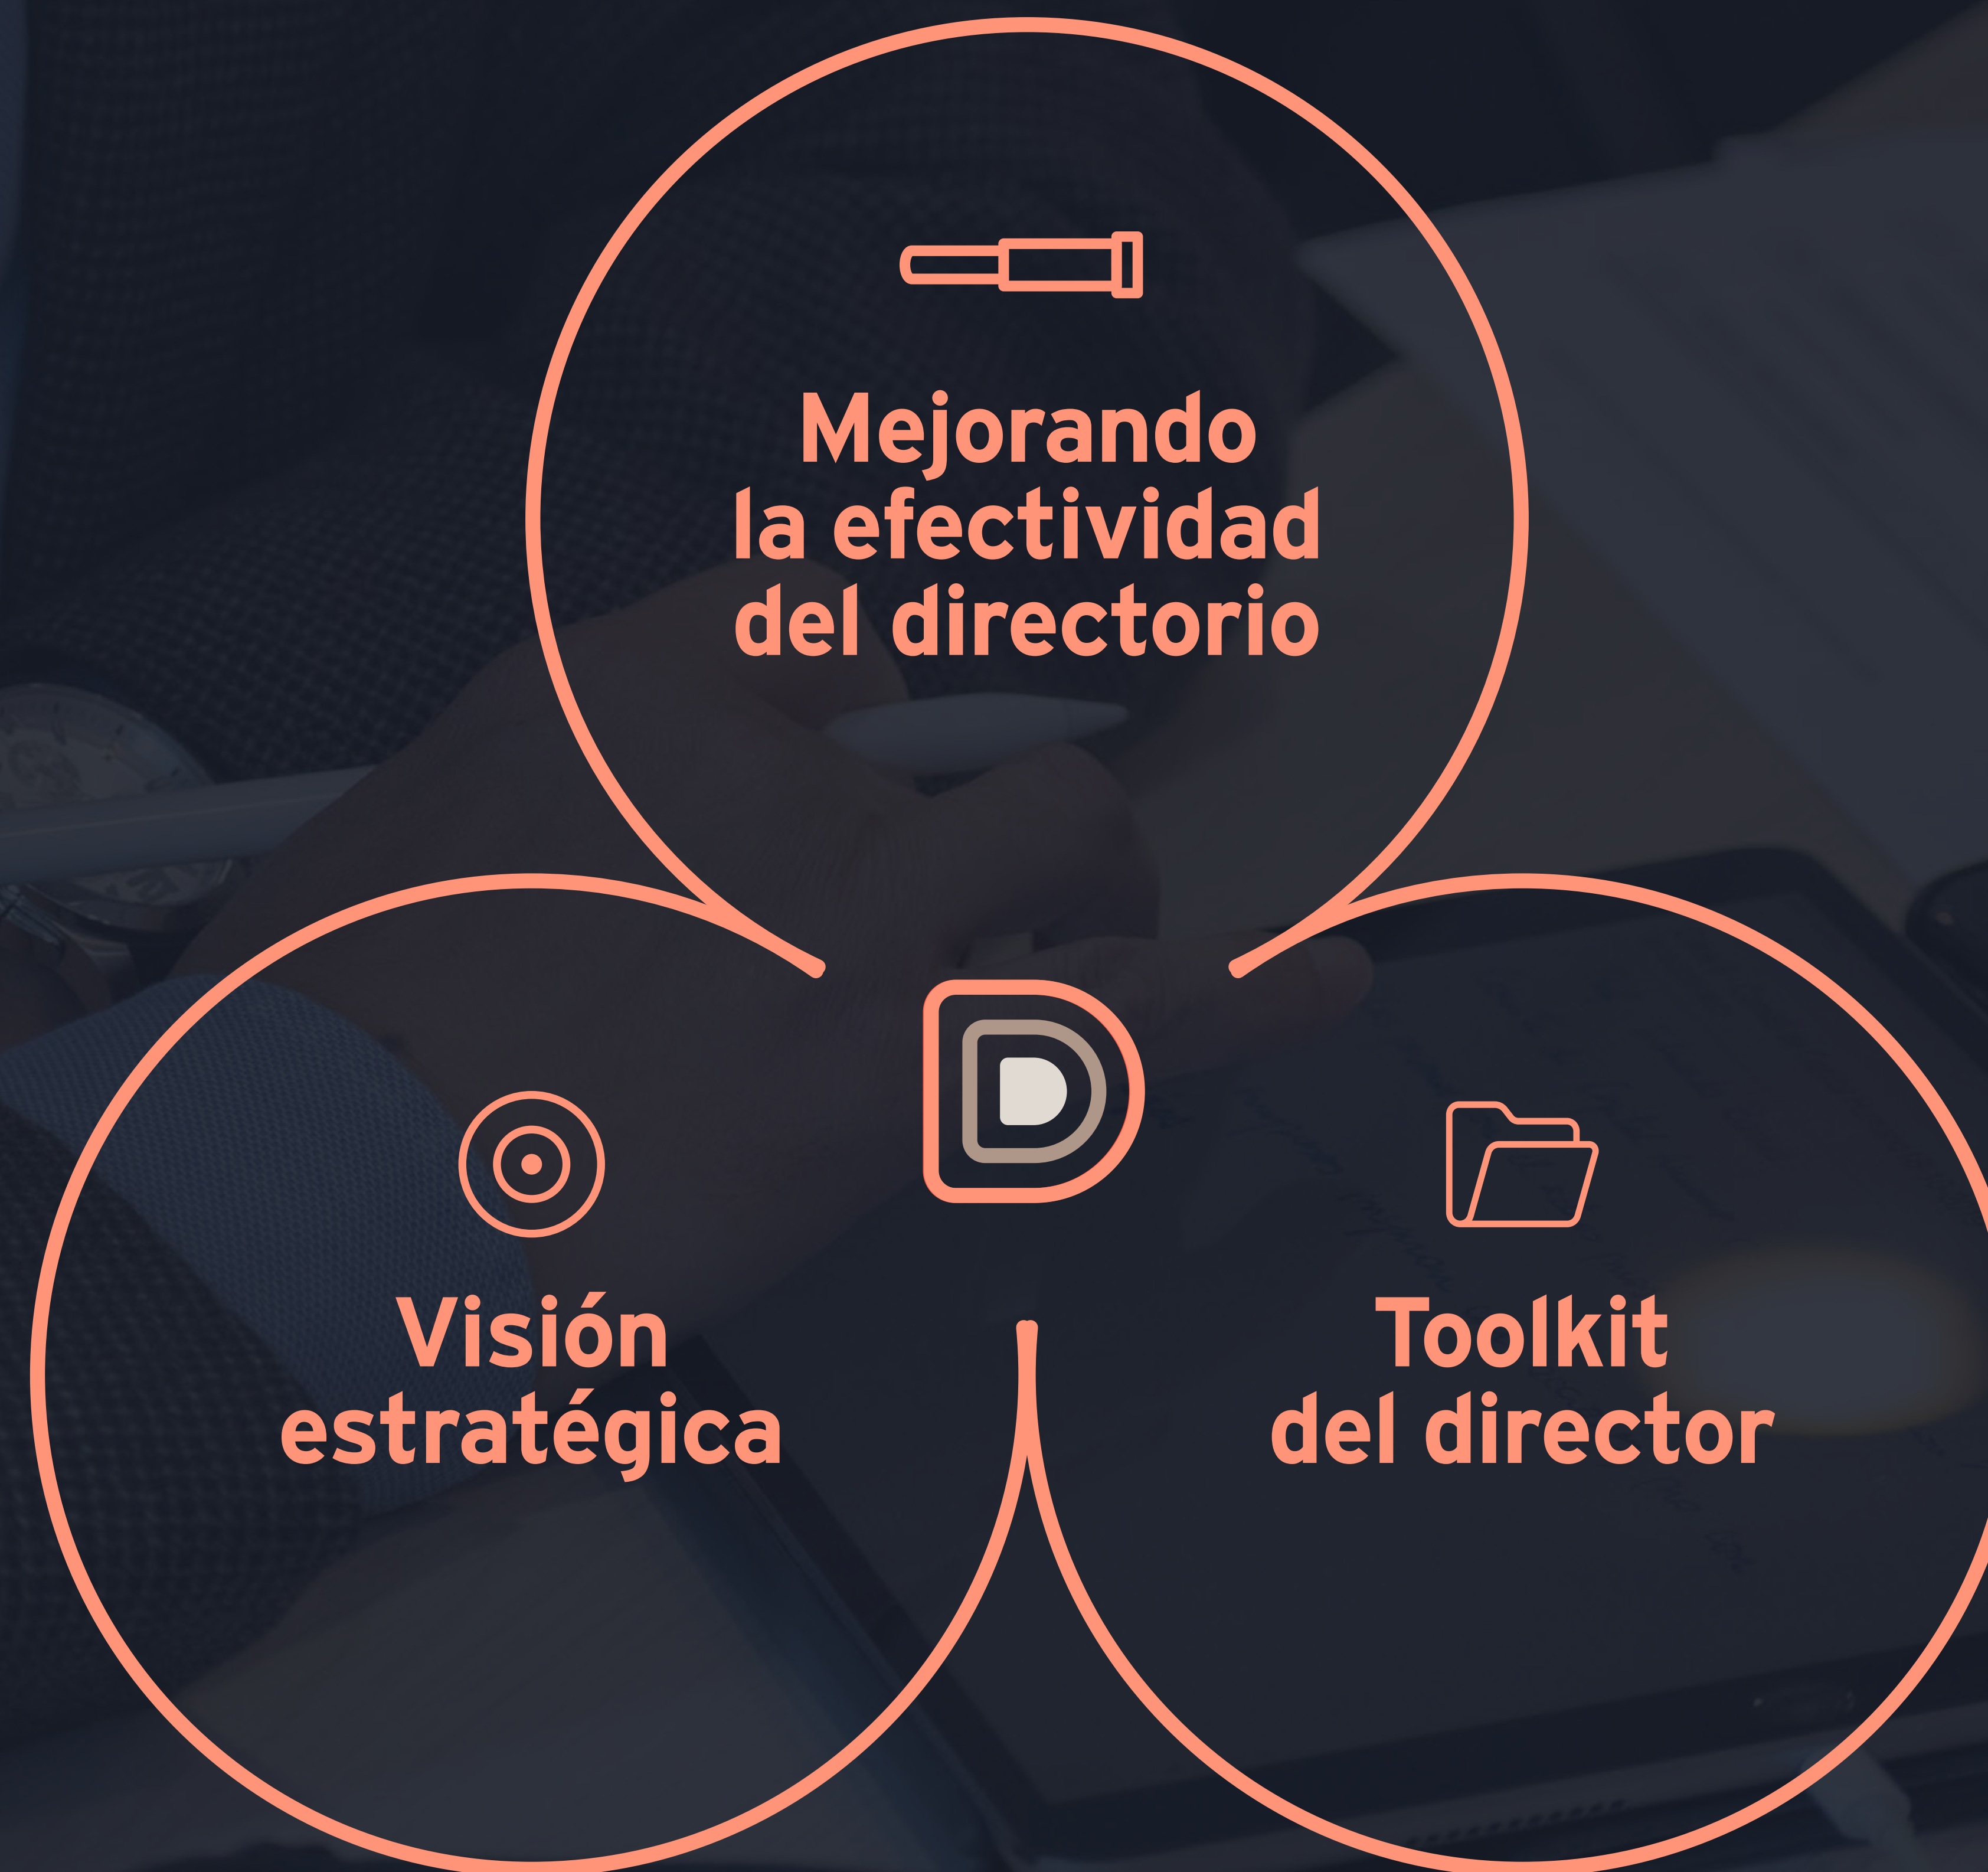 Mejorando
la efectividad
del directorio
Visión
estratégica
Toolkit
del director